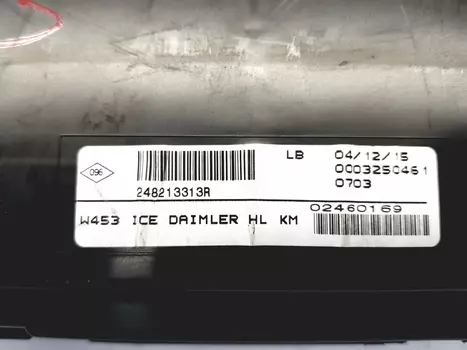 LB 04/12/15
0003250461
096
0703
248213313R
02460169
W453 ICE DAIMLER HL KM